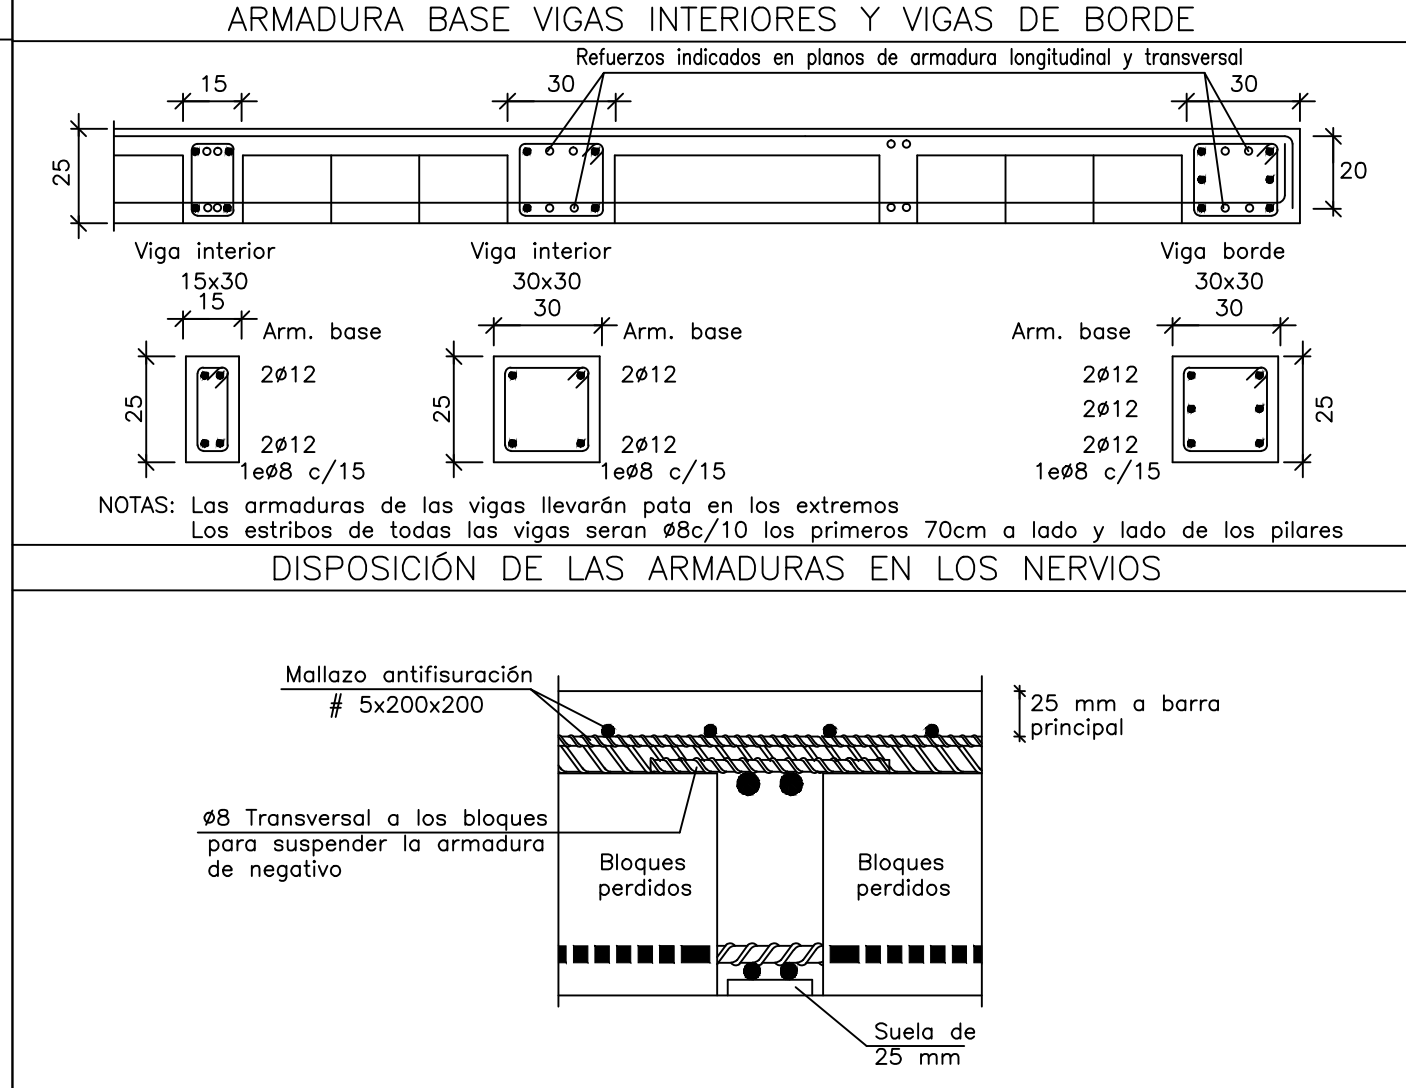 ARMADURA BASE VIGAS INTERIORES Y VIGAS DE BORDE
Refuerzos indicados en planos de armadura longitudinal y transversal
15
30
30
25
20
Viga interior
15x30
Viga interior
30x30
Viga borde
30x30
15
Arm. base
25
2ø12
2ø12
1eø8 c/15
30
Arm. base
25
2ø12
2ø12
1eø8 c/15
30
Arm. base
2ø12
2ø12
2ø12
1eø8 c/15
25
NOTAS: Las armaduras de las vigas llevarán pata en los extremos
Los estribos de todas las vigas seran ø8c/10 los primeros 70cm a lado y lado de los pilares
DISPOSICIÓN DE LAS ARMADURAS EN LOS NERVIOS
Mallazo antifisuración
# 5x200x200
25 mm a barra
principal
ø8 Transversal a los bloques
para suspender la armadura
de negativo
Bloques
perdidos
Bloques
perdidos
Suela de
25 mm